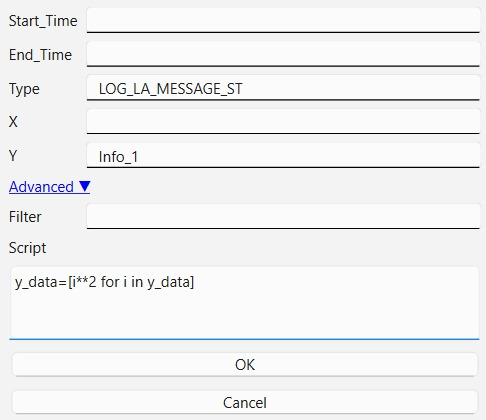 Start_Time
End_Time
Type LOG_LA_MESSAGE_ST
X
Y Info_1
Advanced ▼
Filter
Script
y_data=[i**2 for i in y_data]
OK
Cancel